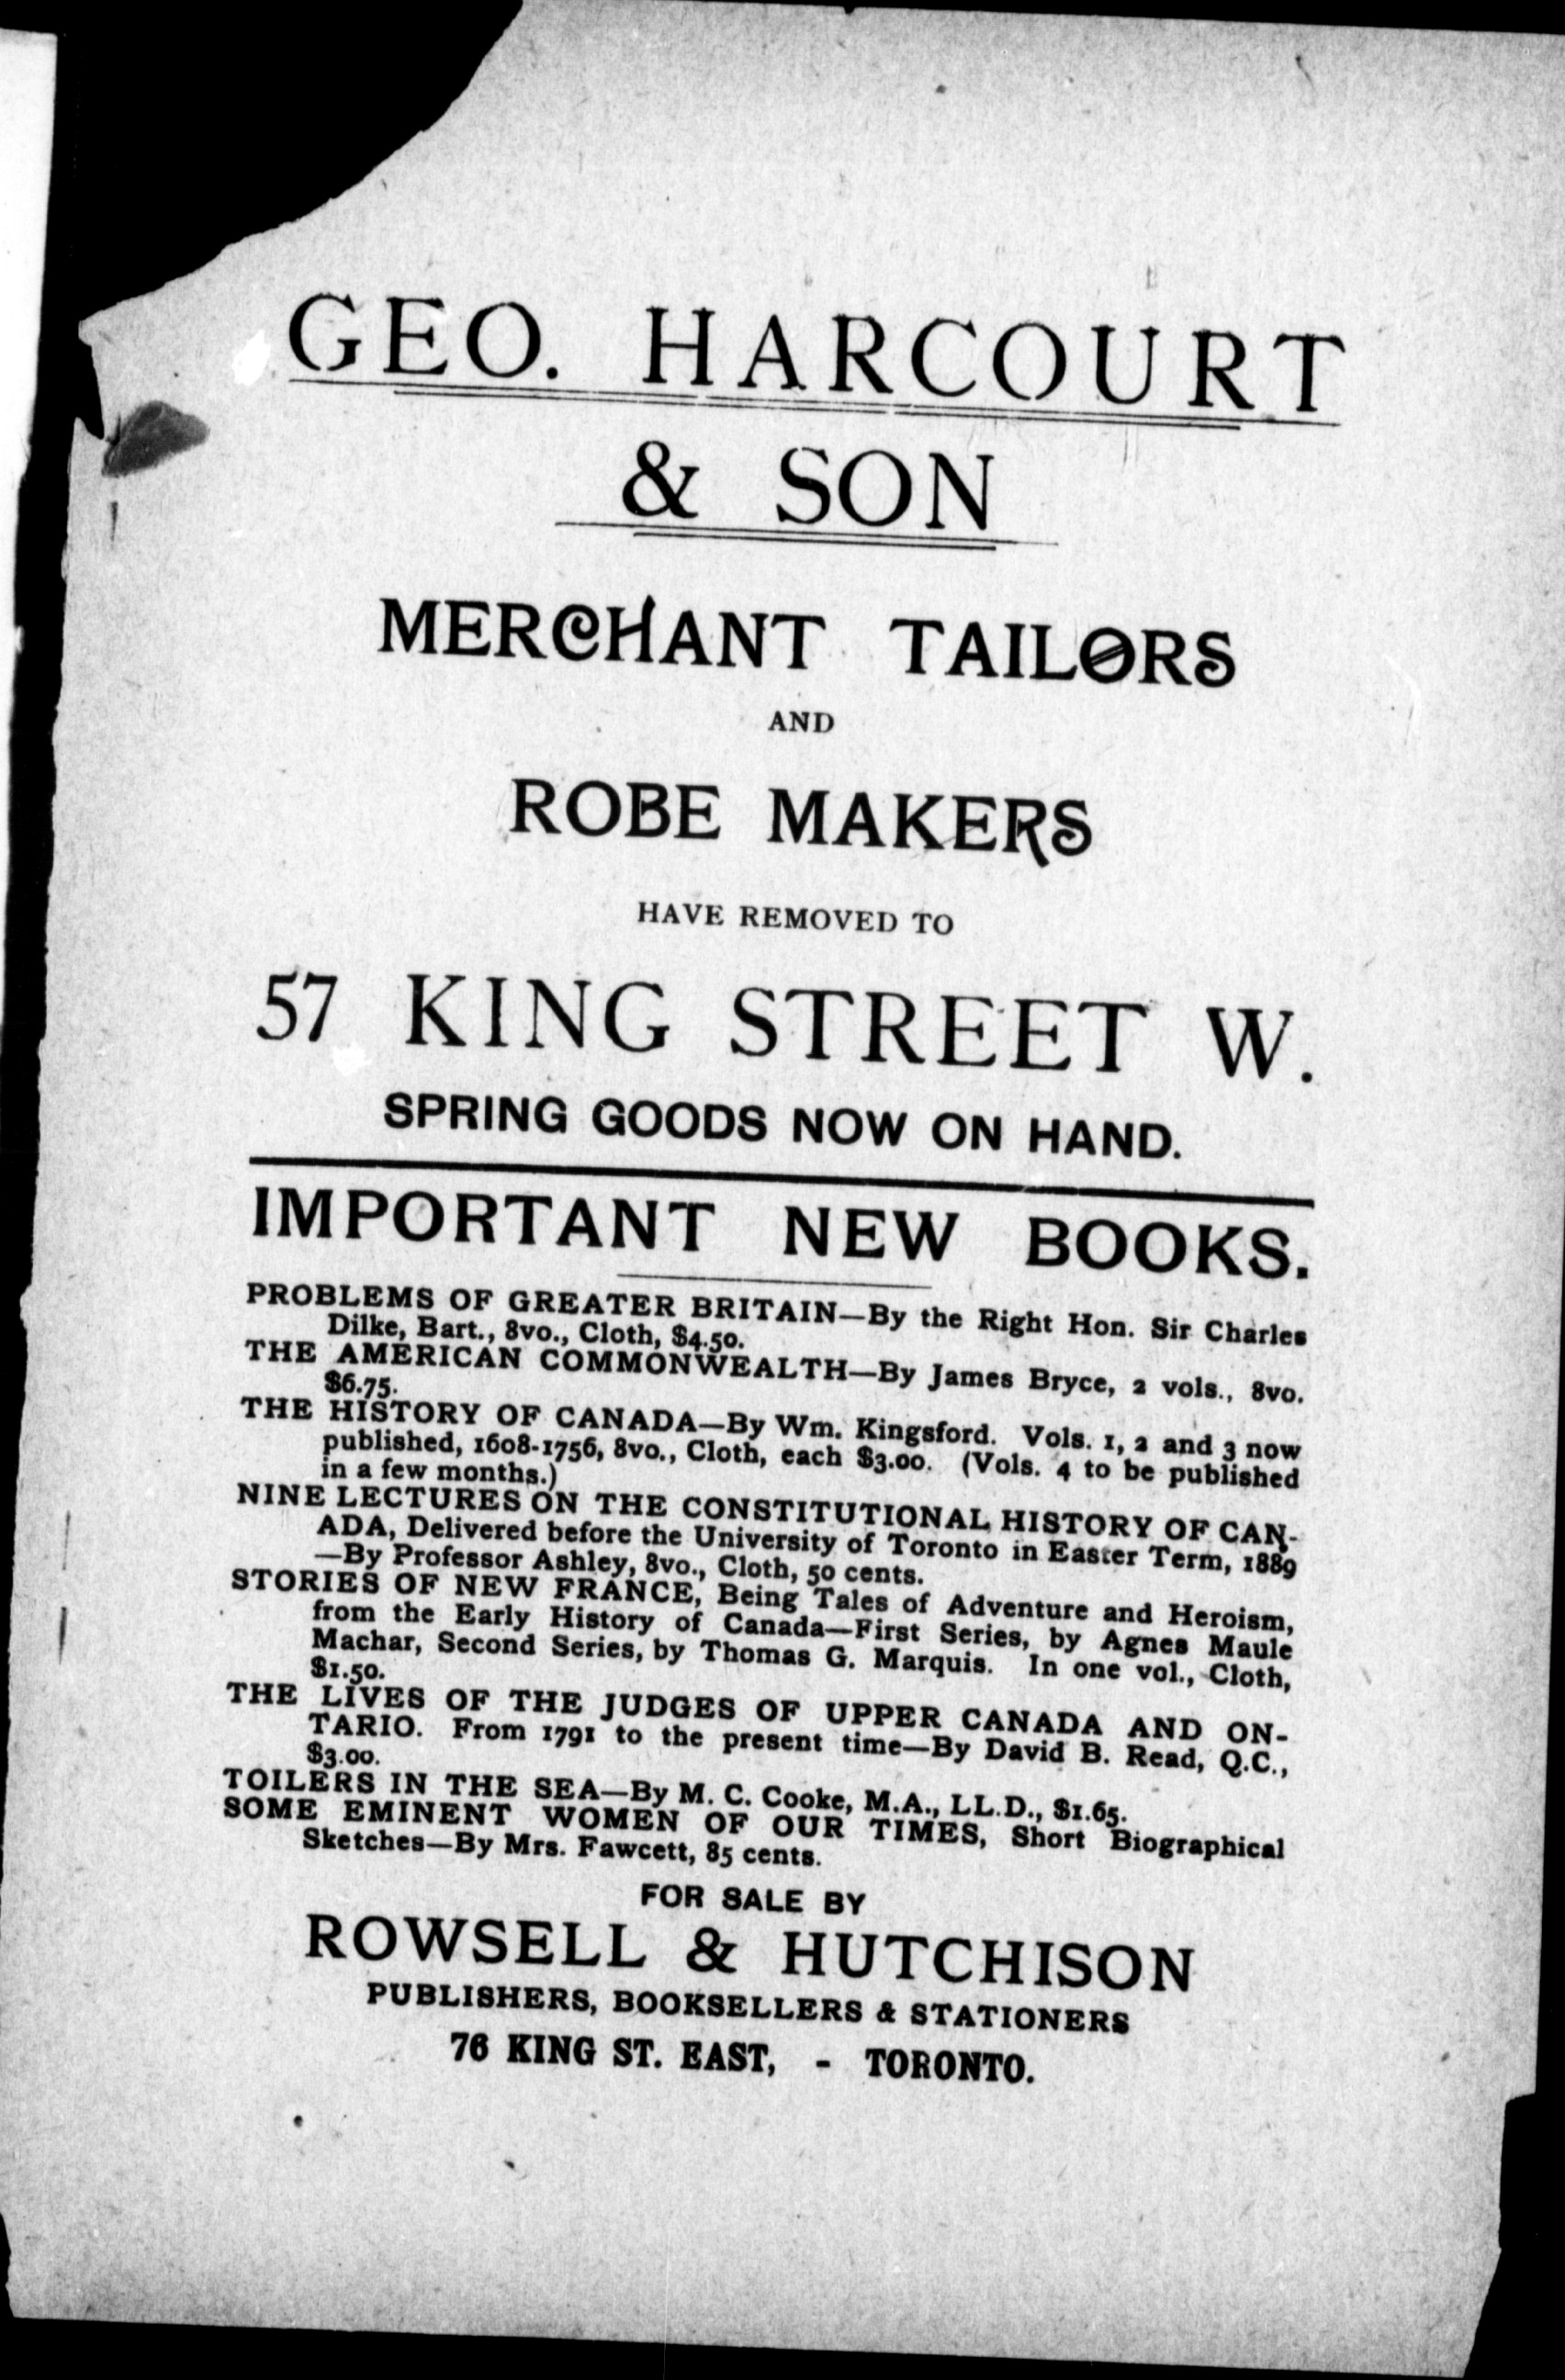 GEO. HARCOURT
& SON
MERCHANT TAILORS
AND
ROBE MAKERS
HAVE REMOVED TO
57 KING STREET W.
SPRING GOODS NOW ON HAND.
IMPORTANT NEW BOOKS.
PROBLEMS OF GREATER BRITAIN—By the Right Hon. Sir Charles
Dilke, Bart., 8vo., Cloth, $4.50.
THE AMERICAN COMMONWEALTH—By James Bryce, 2 vols., 8vo.
$6.75.
THE HISTORY OF CANADA—By Wm. Kingsford. Vols. 1, 2 and 3 now
published, 1608-1756, 8vo., Cloth, each $3.00. (Vols. 4 to be published
in a few months.)
NINE LECTURES ON THE CONSTITUTIONAL HISTORY OF CAN-
ADA, Delivered before the University of Toronto in Easter Term, 1889
—By Professor Ashley, 8vo., Cloth, 50 cents.
STORIES OF NEW FRANCE, Being Tales of Adventure and Heroism,
from the Early History of Canada—First Series, by Agnes Maule
Machar, Second Series, by Thomas G. Marquis. In one vol., Cloth,
$1.50.
THE LIVES OF THE JUDGES OF UPPER CANADA AND ON-
TARIO. From 1791 to the present time—By David B. Read, Q.C.,
$3.00.
TOILERS IN THE SEA—By M. C. Cooke, M.A., LL.D., $1.65.
SOME EMINENT WOMEN OF OUR TIMES, Short Biographical
Sketches—By Mrs. Fawcett, 85 cents.
FOR SALE BY
ROWSELL & HUTCHISON
PUBLISHERS, BOOKSELLERS & STATIONERS
76 KING ST. EAST, - TORONTO.